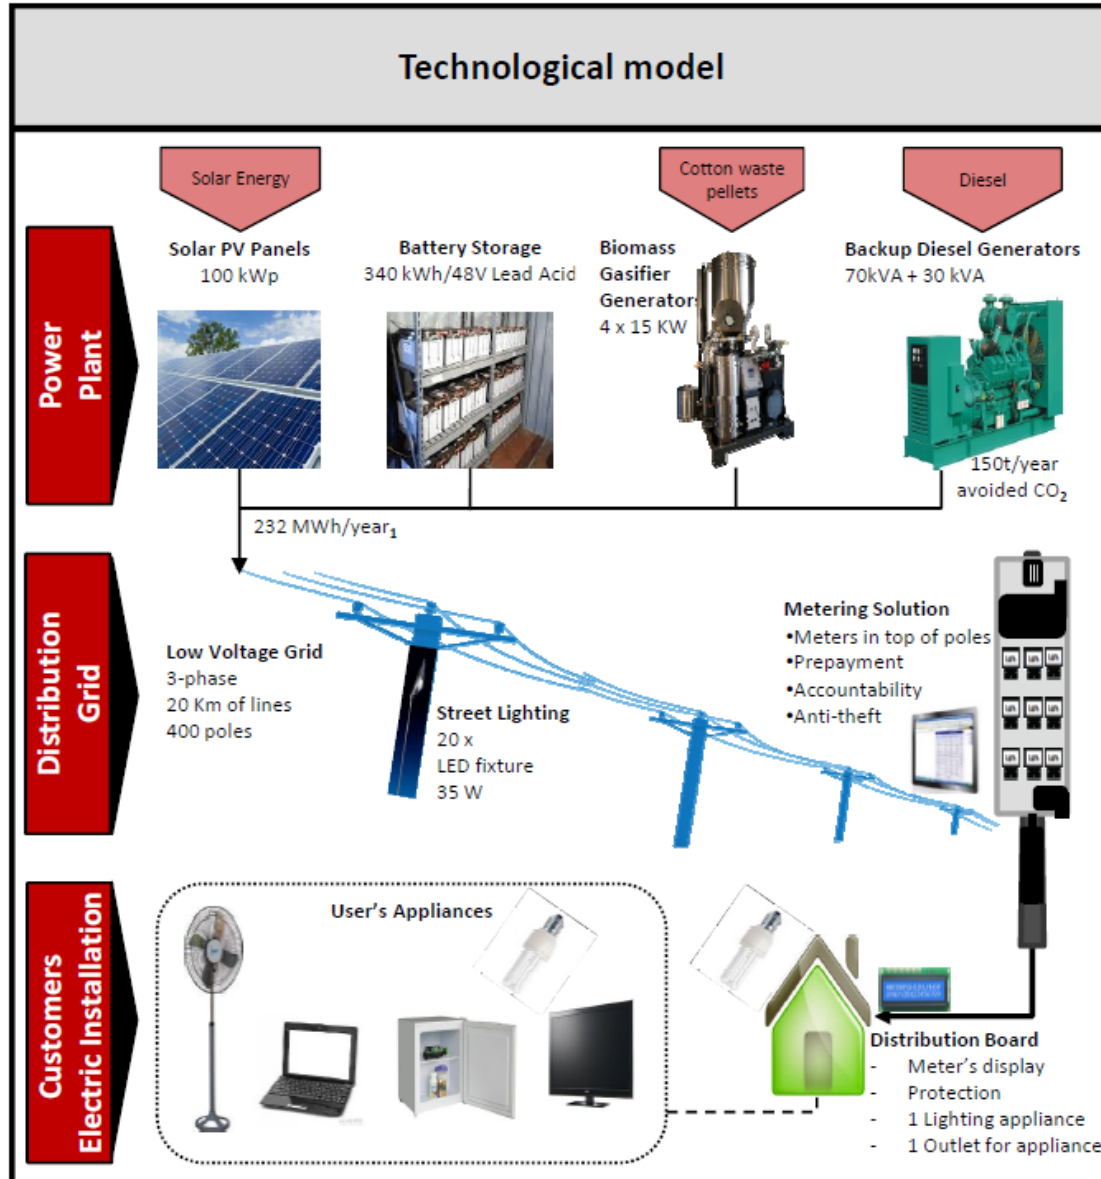 Technological model
Solar Energy
Cotton waste
pellets
Diesel
Power
Plant
Solar PV Panels
100 kWp
Battery Storage
340 kWh/48V Lead Acid
Biomass
Gasifier
Generators
4 x 15 KW
Backup Diesel Generators
70kVA + 30 kVA
150t/year
avoided CO2
232 MWh/year1
Distribution
Grid
Low Voltage Grid
3-phase
20 Km of lines
400 poles
Street Lighting
20 x
LED fixture
35 W
Metering Solution
•Meters in top of poles
•Prepayment
•Accountability
•Anti-theft
Customers
Electric Installation
User's Appliances
Distribution Board
- Meter's display
- Protection
- 1 Lighting appliance
- 1 Outlet for appliance